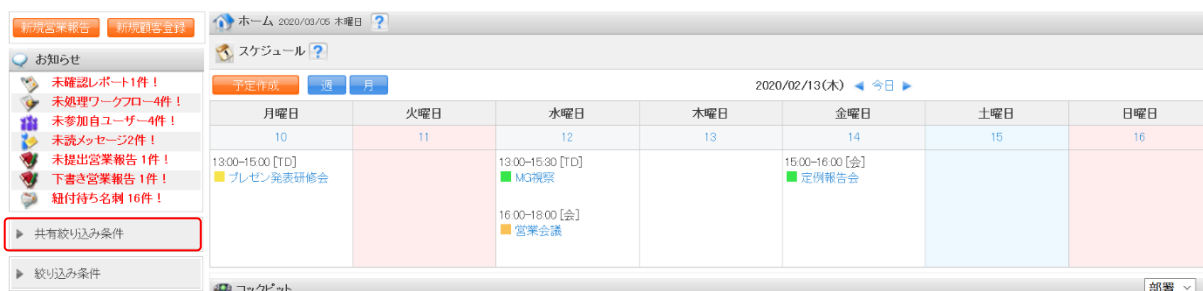 新規営業報告 新規顧客登録
お知らせ
未確認レポート1件！
未処理ワークフロー4件！
未参加自ユーザー4件！
未読メッセージ2件！
未提出営業報告 1件！
下書き営業報告 1件！
紐付待ち名刺 16件！
共有絞り込み条件
絞り込み条件
ホーム 2020/03/05 木曜日 ?
スケジュール ?
予定作成 週 月 2020/02/13(木) 今日
月曜日 火曜日 水曜日 木曜日 金曜日 土曜日 日曜日
10 11 12 13 14 15 16
13:00-15:00 [TD] 13:00-15:30 [TD] 15:00-16:00 [会]
プレゼン発表研修会 MG視察 定例報告会
16:00-18:00 [会]
営業会議
コックピット 部署